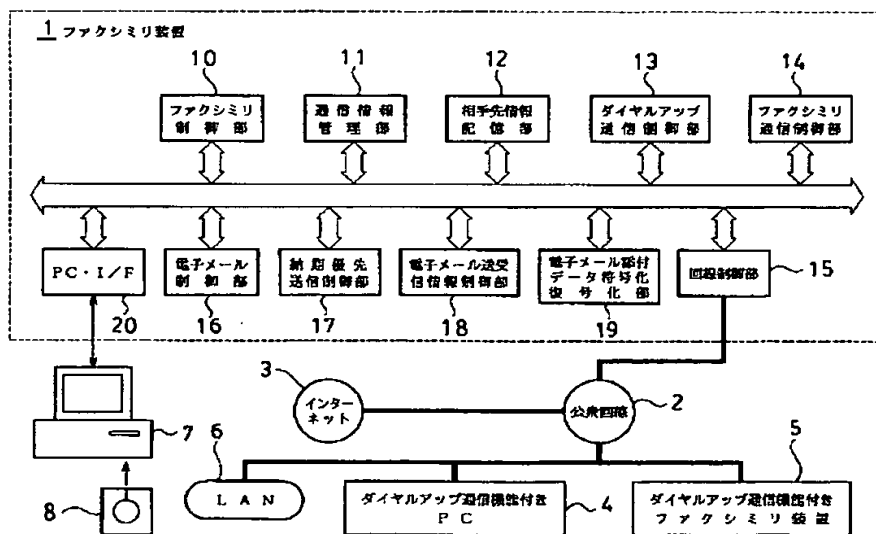 1 ファクシミリ装置
10
11
12
13
14
ファクシミリ
制御部
通信情報
管理部
相手先情報
記憶部
ダイヤルアップ
通信制御部
ファクシミリ
通信制御部
PC・I/F
電子メール
制御部
納期優先
送信制御部
電子メール送受
信情報制御部
電子メール添付
データ符号化
復号化部
回線制御部
15
20
16
17
18
19
3
インター
ネット
公衆回線
2
7
6
5
LAN
ダイヤルアップ通信機能付き
PC
4
ダイヤルアップ通信機能付き
ファクシミリ装置
8